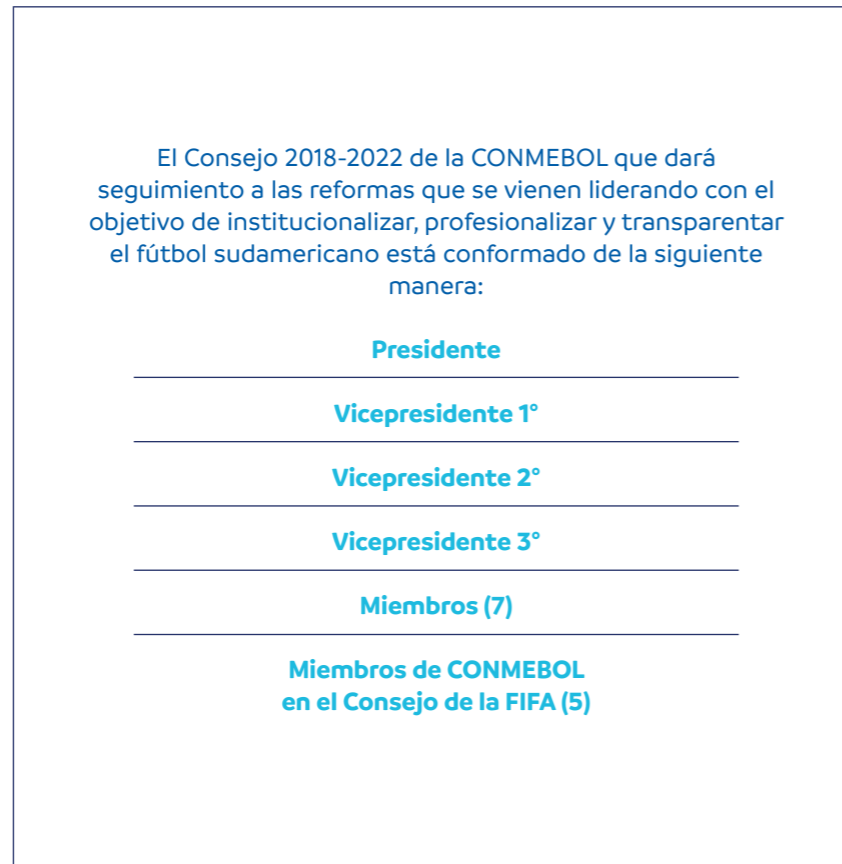 El Consejo 2018-2022 de la CONMEBOL que dará
seguimiento a las reformas que se vienen liderando con el
objetivo de institucionalizar, profesionalizar y transparentar
el fútbol sudamericano está conformado de la siguiente
manera:
Presidente
Vicepresidente 1°
Vicepresidente 2°
Vicepresidente 3°
Miembros (7)
Miembros de CONMEBOL
en el Consejo de la FIFA (5)